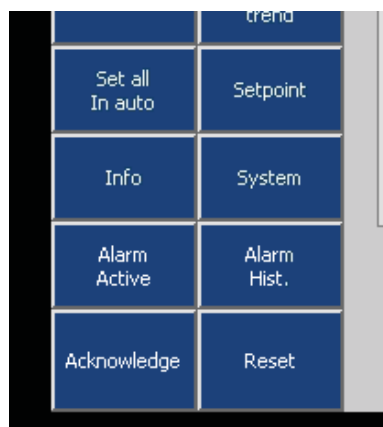 trend
Set all
In auto
Setpoint
Info
System
Alarm
Active
Alarm
Hist.
Acknowledge
Reset